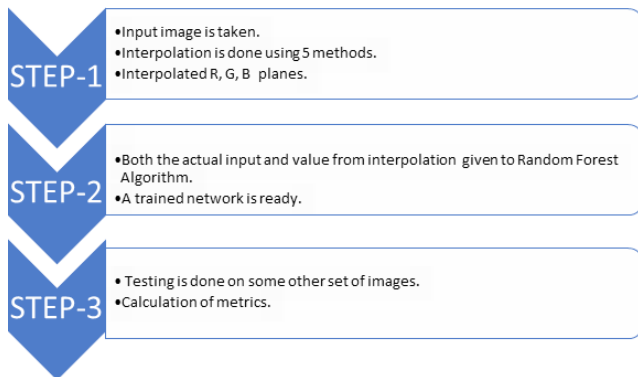 STEP-1
•Input image is taken.
•Interpolation is done using 5 methods.
•Interpolated R, G, B planes.
STEP-2
•Both the actual input and value from interpolation given to Random Forest
Algorithm.
•A trained network is ready.
STEP-3
• Testing is done on some other set of images.
•Calculation of metrics.